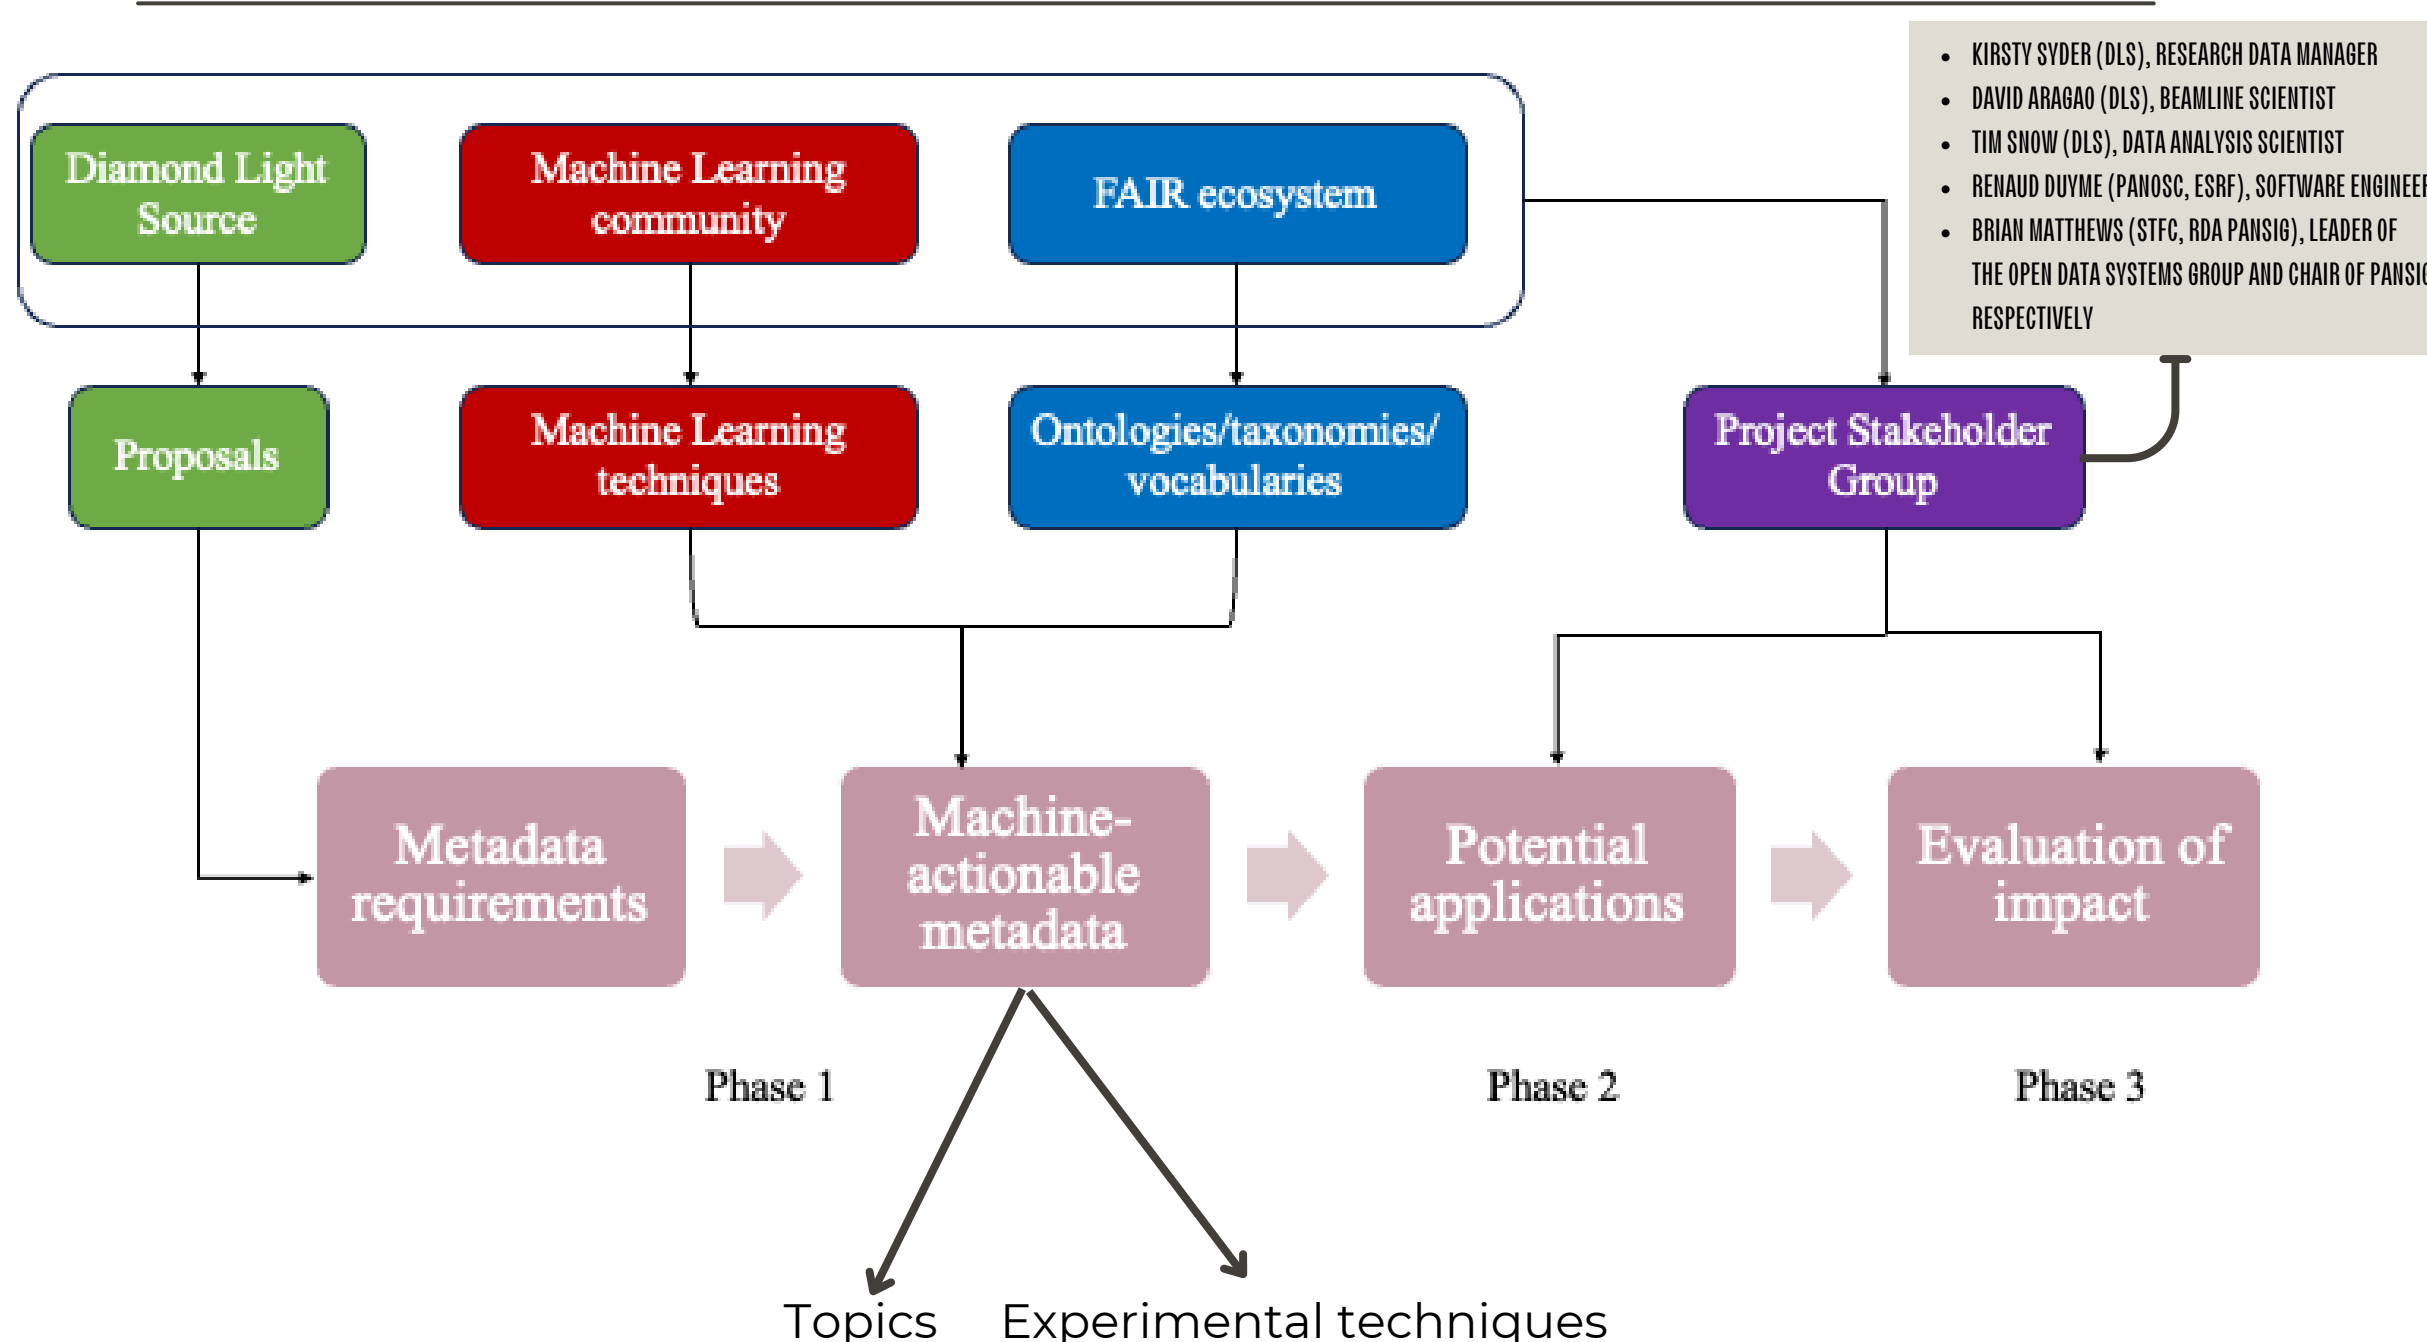 • KIRSTY SYDER (DLS), RESEARCH DATA MANAGER
• DAVID ARAGAO (DLS), BEAMLINE SCIENTIST
• TIM SNOW (DLS), DATA ANALYSIS SCIENTIST
• RENAUD DUYME (PANOSC, ESRF), SOFTWARE ENGINEER
• BRIAN MATTHEWS (STFC, RDA PANSIG), LEADER OF
THE OPEN DATA SYSTEMS GROUP AND CHAIR OF PANSIG
RESPECTIVELY
Diamond Light
Source
Machine Learning
community
FAIR ecosystem
Proposals
Machine Learning
techniques
Ontologies/taxonomies/
vocabularies
Project Stakeholder
Group
Metadata
requirements
Machine-
actionable
metadata
Potential
applications
Evaluation of
impact
Phase 1
Phase 2
Phase 3
Topics
Experimental techniques